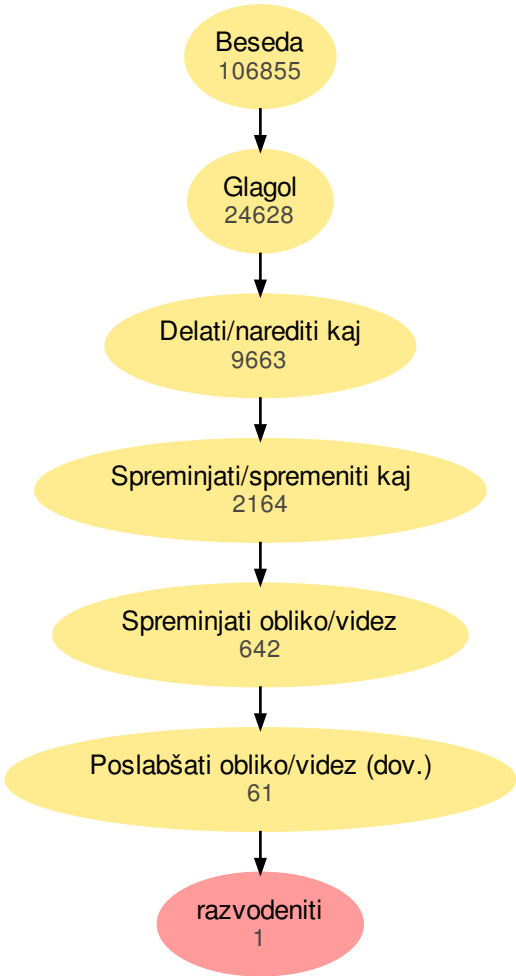 Beseda
106855
Glagol
24628
Delati/narediti kaj
9663
Spreminjati/spremeniti kaj
2164
Spreminjati obliko/videz
642
Poslabšati obliko/videz (dov.)
61
razvodeniti
1